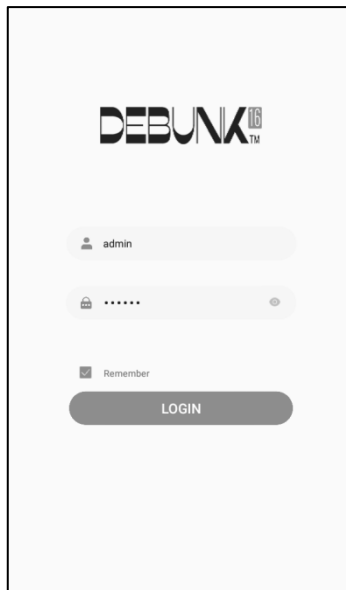 DEBUNK 16 TM
admin
••••••
Remember
LOGIN